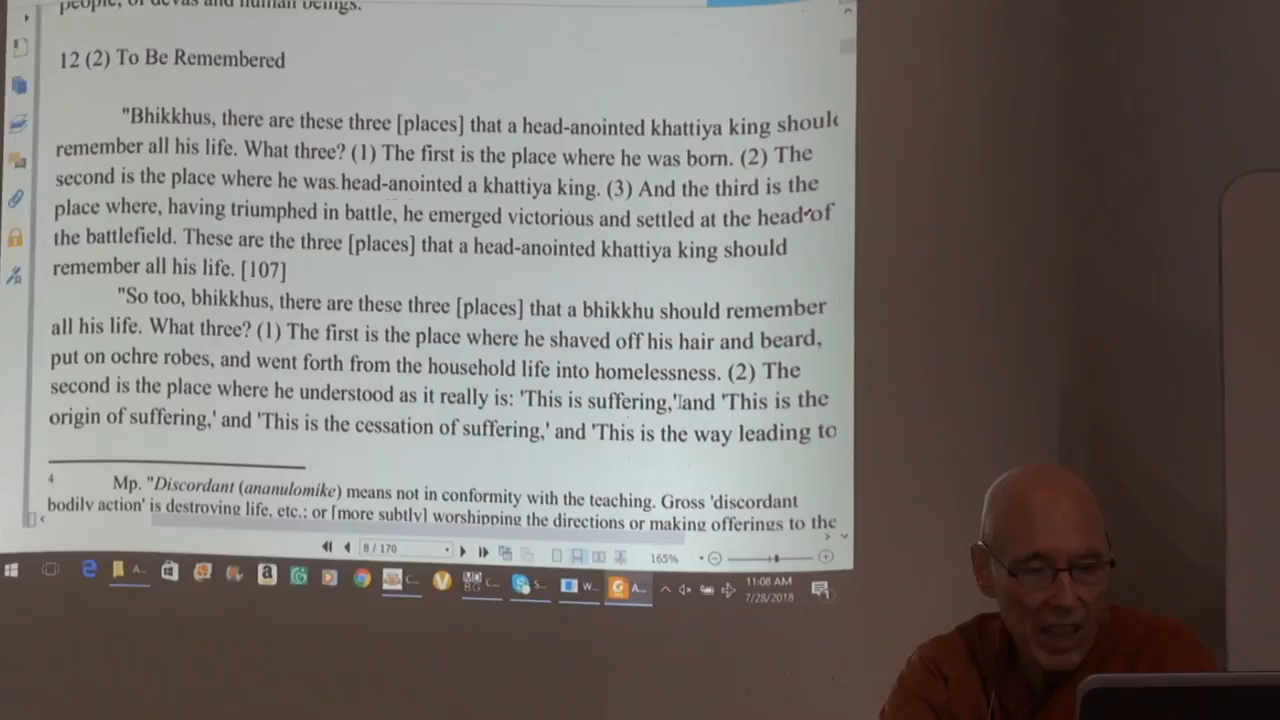 people, of devas and human beings.
12 (2) To Be Remembered
"Bhikkhus, there are these three [places] that a head-anointed khattiya king should
remember all his life. What three? (1) The first is the place where he was born. (2) The
second is the place where he was head-anointed a khattiya king. (3) And the third is the
place where, having triumphed in battle, he emerged victorious and settled at the head of
the battlefield. These are the three [places] that a head-anointed khattiya king should
remember all his life. [107]
"So too, bhikkhus, there are these three [places] that a bhikkhu should remember
all his life. What three? (1) The first is the place where he shaved off his hair and beard,
put on ochre robes, and went forth from the household life into homelessness. (2) The
second is the place where he understood as it really is: 'This is suffering,' and 'This is the
origin of suffering,' and 'This is the cessation of suffering,' and 'This is the way leading to
4 Mp. "Discordant (ananulomike) means not in conformity with the teaching. Gross 'discordant
bodily action' is destroying life, etc.; or [more subtly] worshipping the directions or making offerings to the
8 / 170
165%
A...
C...
C...
S...
W...
A...
11:08 AM
7/28/2018